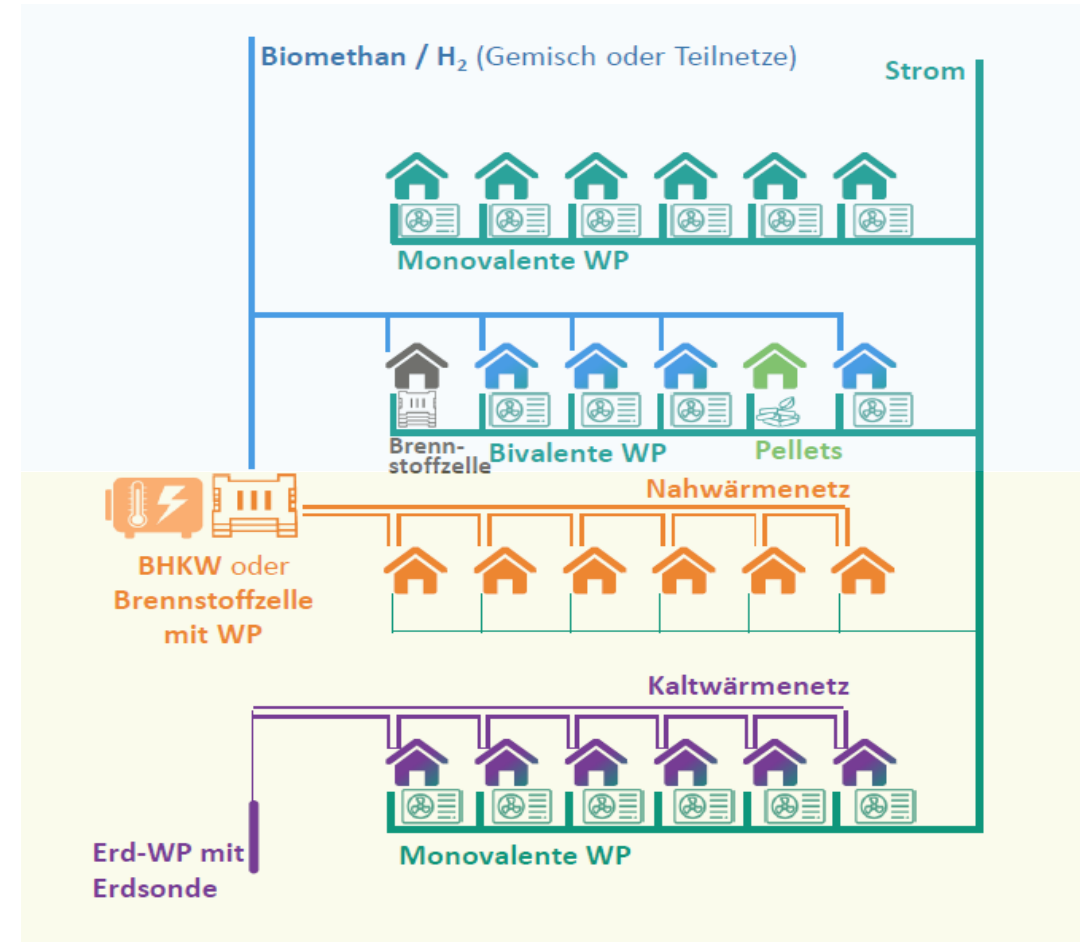 Biomethan / H₂ (Gemisch oder Teilnetze)
Strom
Monovalente WP
Brenn-
stoffzelle
Bivalente WP
Pellets
Nahwärmenetz
BHKW oder
Brennstoffzelle
mit WP
Kaltwärmenetz
Erd-WP mit
Erdsonde
Monovalente WP